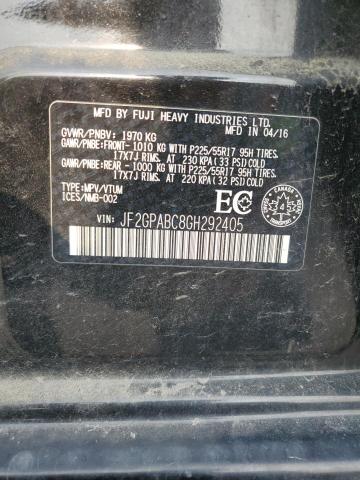 MFD BY FUJI HEAVY INDUSTRIES LTD.
GVWR/PNBV: 1970 KG MFD IN 04/16
GAWR/PNBE:FRONT-1010 KG WITH P225/55R17 95H TIRES.
17X7J RIMS. AT 230 KPA (33 PSI) COLD
GAWR/PNBE:REAR -1000 KG WITH P225/55R17 95H TIRES.
17X7J RIMS. AT 220 KPA (32 PSI) COLD
TYPE:MPV/VTUM
ICES/NMB-002
EC
CANADA
45
TRANSPORT
VIN: JF2GPABC8GH292405